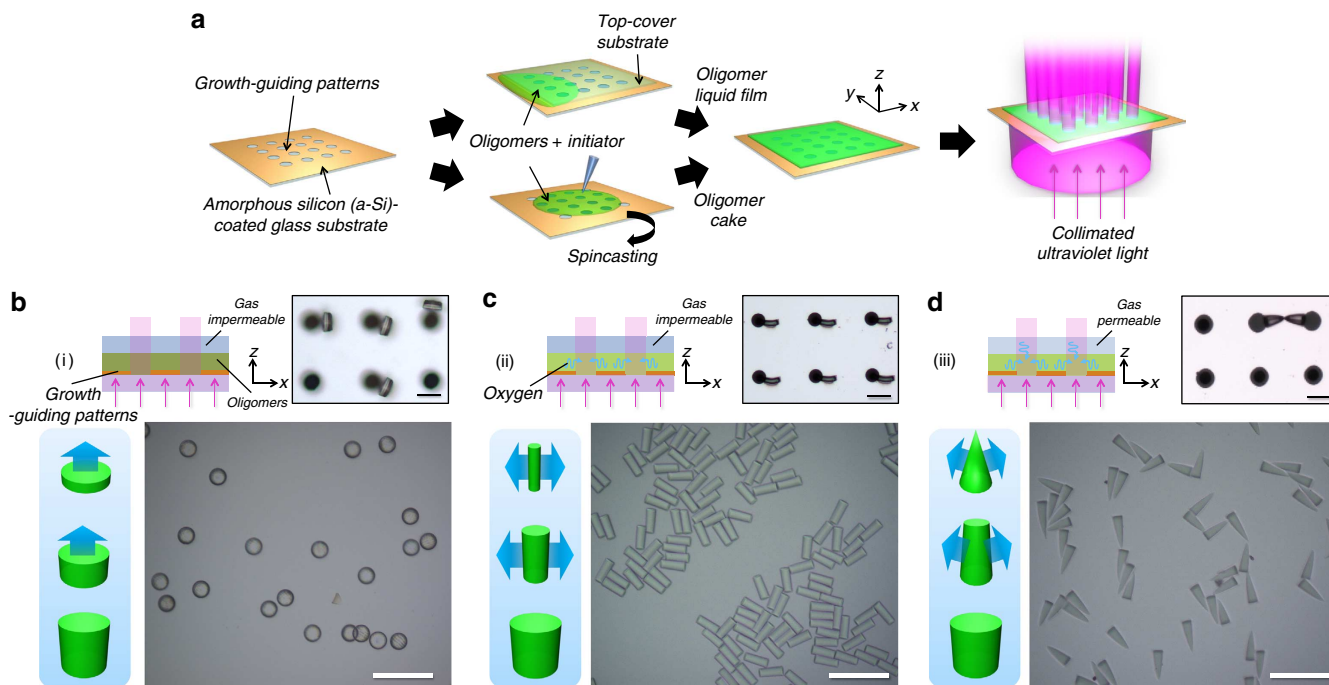 a
Growth-guiding patterns
Amorphous silicon (a-Si)-
coated glass substrate
Top-cover
substrate
Oligomers + initiator
Spincasting
Oligomer
liquid film
Oligomer
cake
z
y
x
Collimated
ultraviolet light
b
(i)
Gas
impermeable
z
x
Growth
-guiding patterns
Oligomers
c
(ii)
Gas
impermeable
z
x
Oxygen
d
(iii)
Gas
permeable
z
x